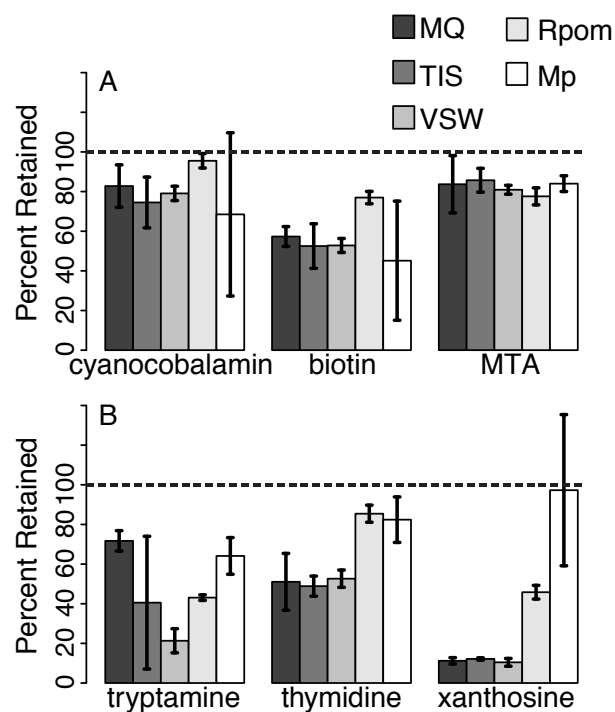 MQ
Rpom
TIS
Mp
VSW
A
Percent Retained
0 20 40 60 80 100
cyanocobalamin biotin MTA
B
Percent Retained
0 20 40 60 80 100
tryptamine thymidine xanthosine